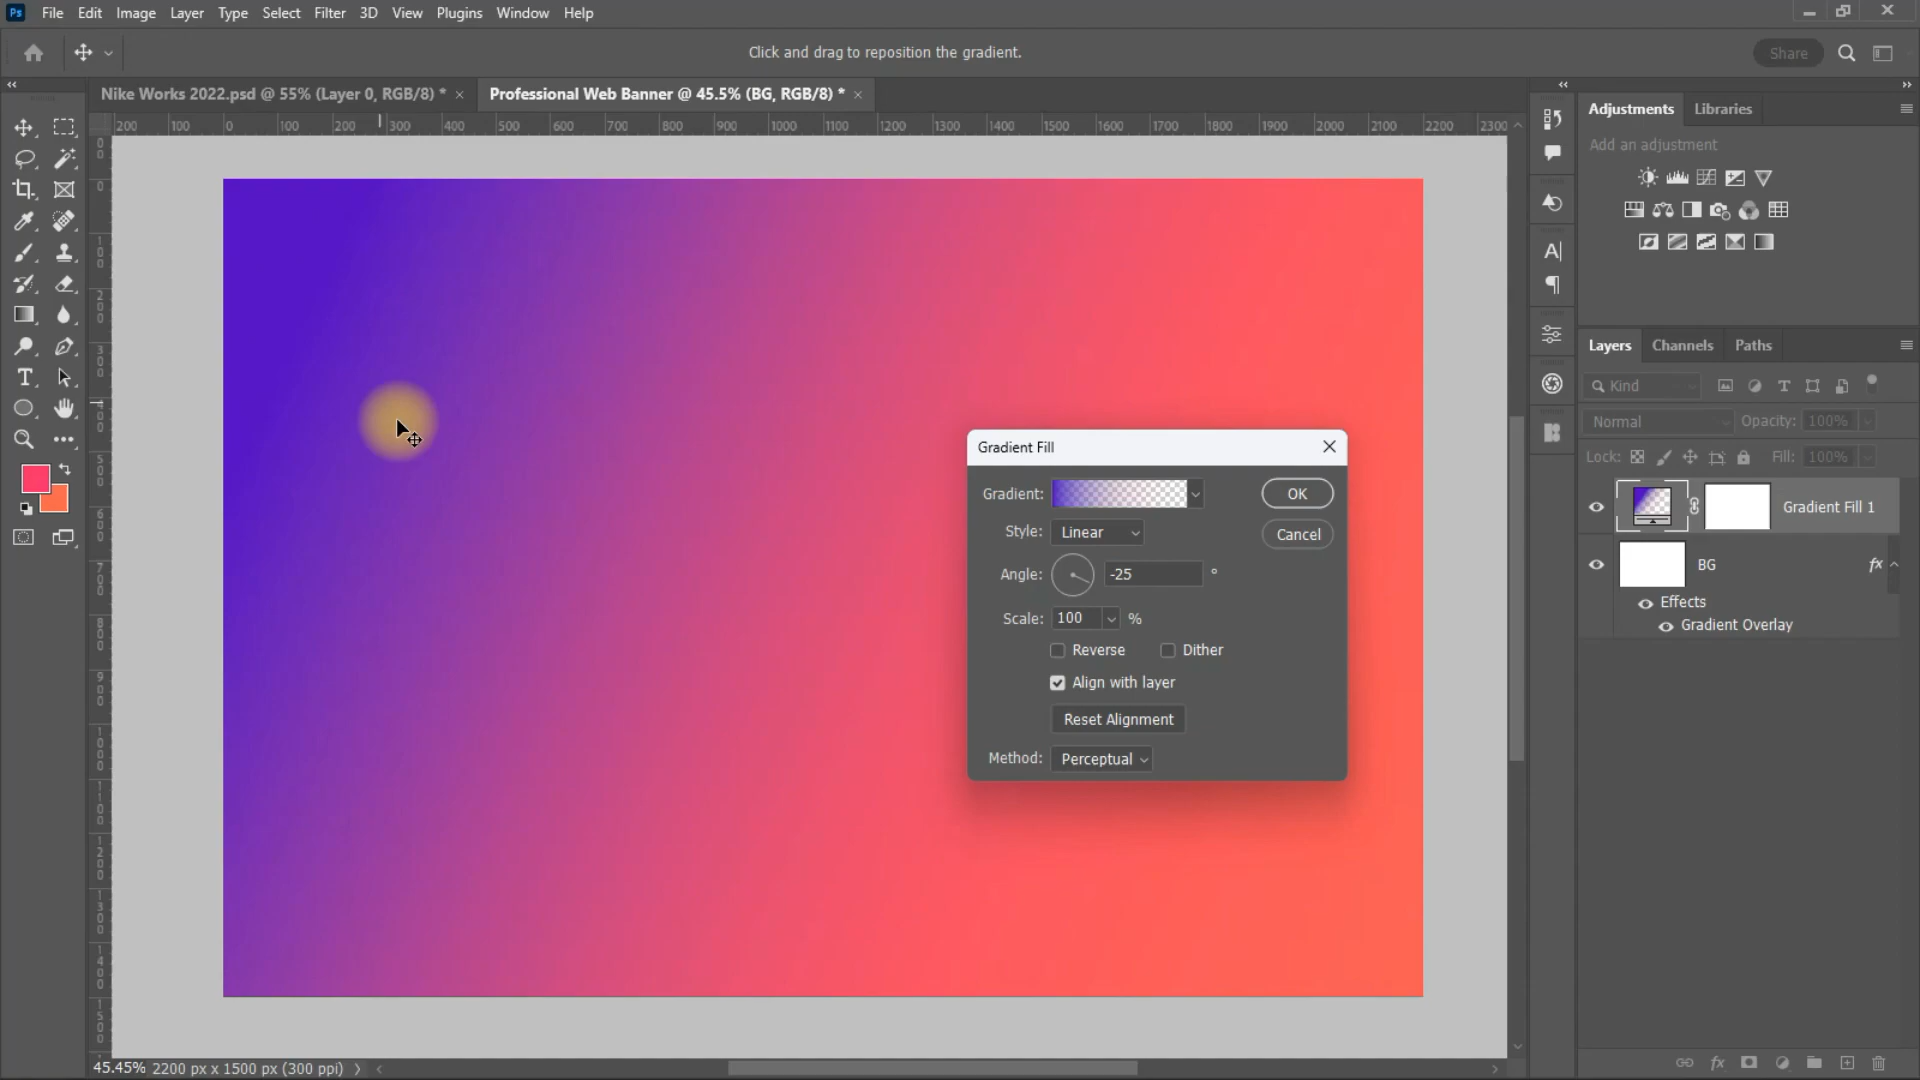 Ps File Edit Image Layer Type Select Filter 3D View Plugins Window Help
Click and drag to reposition the gradient.
Share
Nike Works 2022.psd @ 55% (Layer 0, RGB/8) * ×
Professional Web Banner @ 45.5% (BG, RGB/8) * ×
200 100 0 100 200 300 400 500 600 700 800 900 1000 1100 1200 1300 1400 1500 1600 1700 1800 1900 2000 2100 2200 2300
Adjustments Libraries
Add an adjustment
Layers Channels Paths
Kind
Normal Opacity: 100%
Lock: Fill: 100%
Gradient Fill 1
BG fx
Effects
Gradient Overlay
Gradient Fill
Gradient: OK
Style: Linear
Cancel
Angle: -25 °
Scale: 100 %
Reverse Dither
Align with layer
Reset Alignment
Method: Perceptual
45.45% 2200 px x 1500 px (300 ppi)
fx